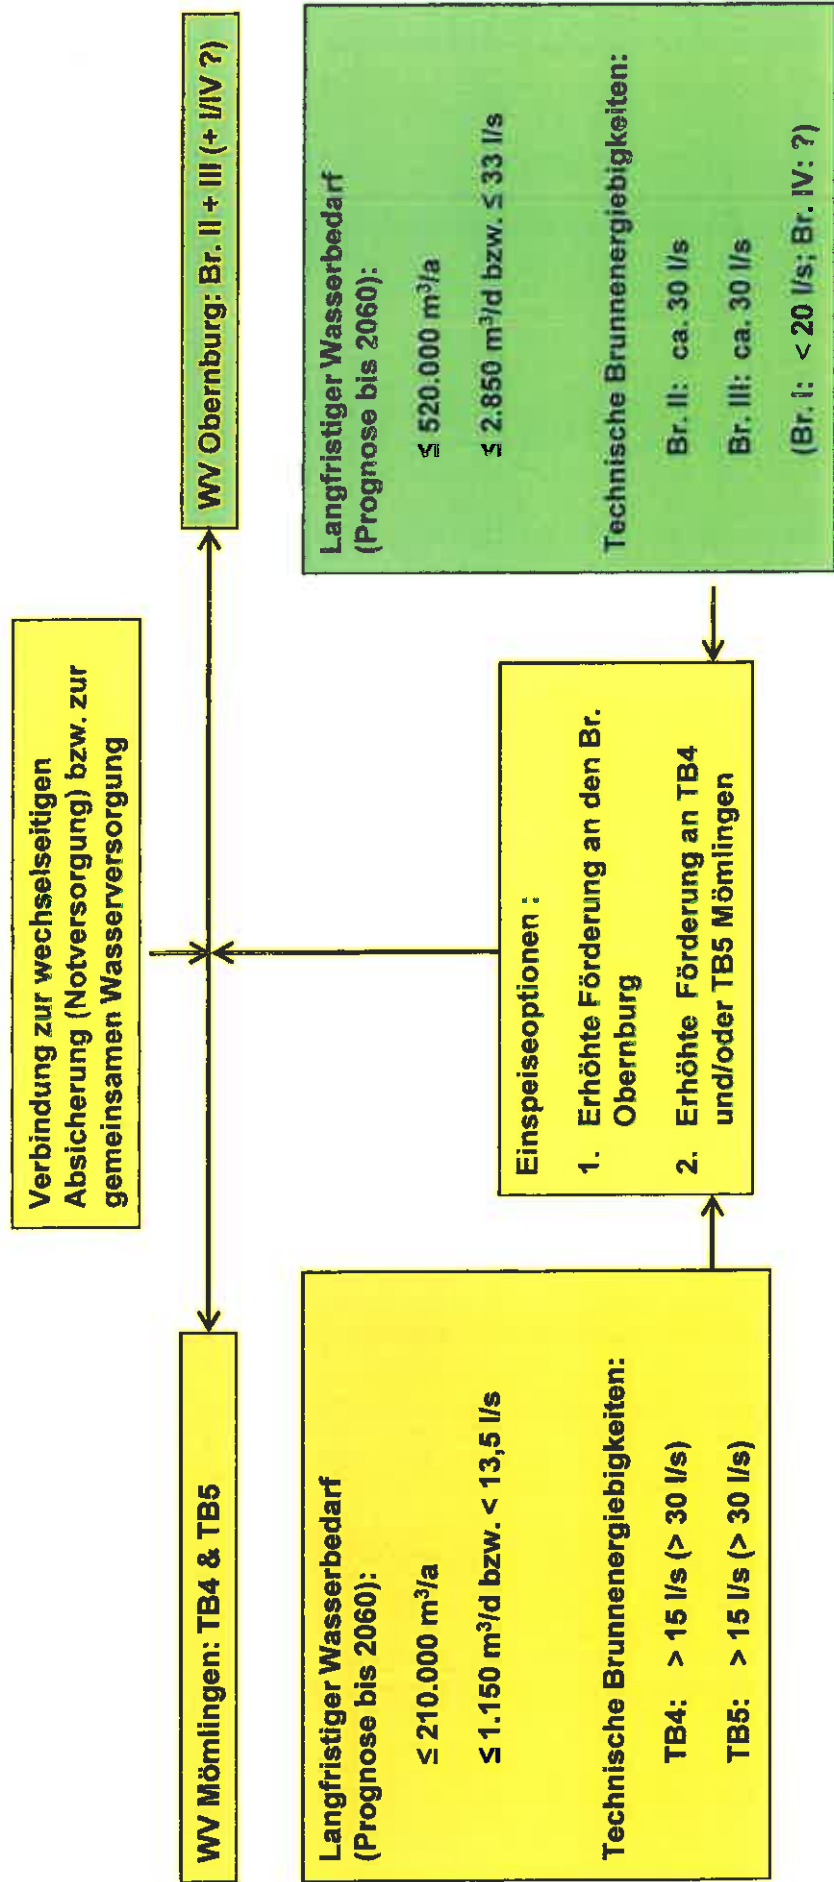 Verbindung zur wechselseitigen
Absicherung (Notversorgung) bzw. zur
gemeinsamen Wasserversorgung
WV Mömlingen: TB4 & TB5
WV Obernburg: Br. II + III (+ I/IV ?)
Langfristiger Wasserbedarf
(Prognose bis 2060):
≤ 210.000 m³/a
≤ 1.150 m³/d bzw. < 13,5 l/s
Technische Brunnenergiebigkeiten:
TB4: > 15 l/s (> 30 l/s)
TB5: > 15 l/s (> 30 l/s)
Einspeiseoptionen :
1. Erhöhte Förderung an den Br.
Obernburg
2. Erhöhte Förderung an TB4
und/oder TB5 Mömlingen
Langfristiger Wasserbedarf
(Prognose bis 2060):
≤ 520.000 m³/a
≤ 2.850 m³/d bzw. ≤ 33 l/s
Technische Brunnenergiebigkeiten:
Br. II: ca. 30 l/s
Br. III: ca. 30 l/s
(Br. I: < 20 l/s; Br. IV: ?)